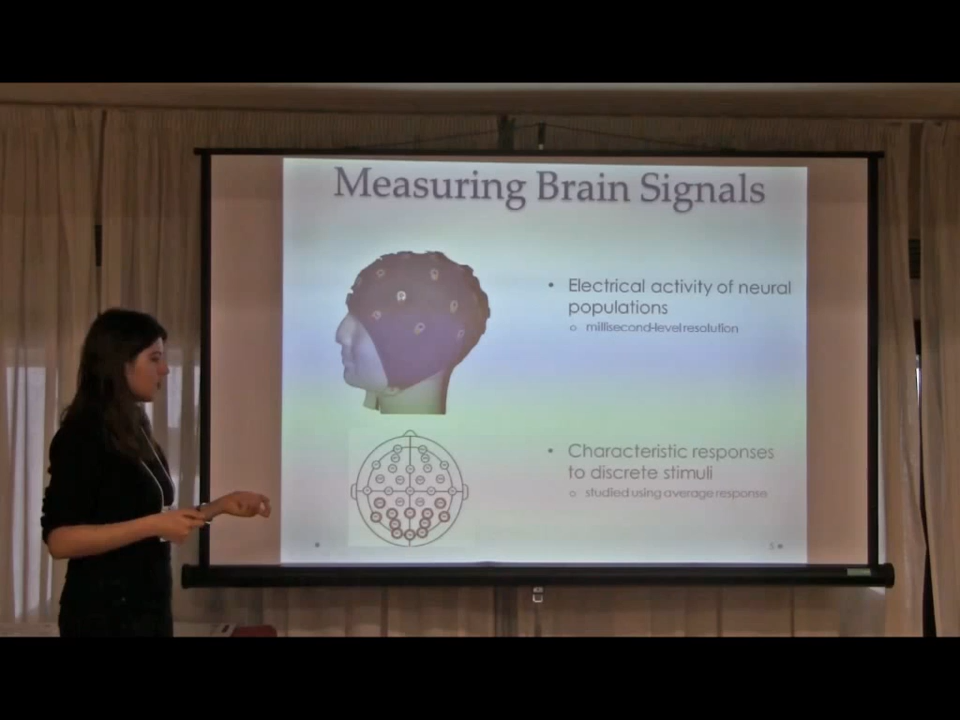 Measuring Brain Signals
• Electrical activity of neural
populations
o millisecond-level resolution
• Characteristic responses
to discrete stimuli
o studied using average response